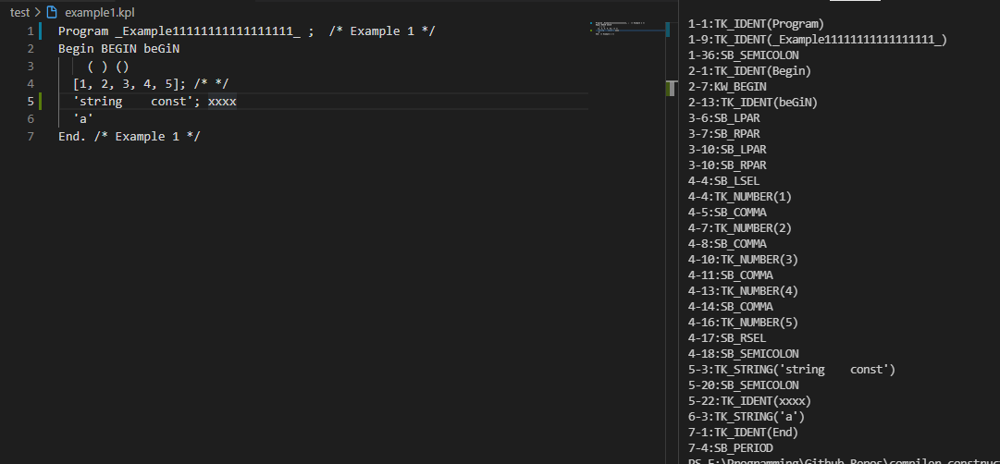 test > example1.kpl
1 Program _Example11111111111111111_ ;  /* Example 1 */
2 Begin BEGIN beGiN
3     ( ) ()
4   [1, 2, 3, 4, 5]; /* */
5   'string    const'; xxxx
6   'a'
7 End. /* Example 1 */
1-1:TK_IDENT(Program)
1-9:TK_IDENT(_Example11111111111111111_)
1-36:SB_SEMICOLON
2-1:TK_IDENT(Begin)
2-7:KW_BEGIN
2-13:TK_IDENT(beGiN)
3-6:SB_LPAR
3-7:SB_RPAR
3-10:SB_LPAR
3-10:SB_RPAR
4-4:SB_LSEL
4-4:TK_NUMBER(1)
4-5:SB_COMMA
4-7:TK_NUMBER(2)
4-8:SB_COMMA
4-10:TK_NUMBER(3)
4-11:SB_COMMA
4-13:TK_NUMBER(4)
4-14:SB_COMMA
4-16:TK_NUMBER(5)
4-17:SB_RSEL
4-18:SB_SEMICOLON
5-3:TK_STRING('string    const')
5-20:SB_SEMICOLON
5-22:TK_IDENT(xxxx)
6-3:TK_STRING('a')
7-1:TK_IDENT(End)
7-4:SB_PERIOD
PS E:\Programming\Github Repos\compiler construc